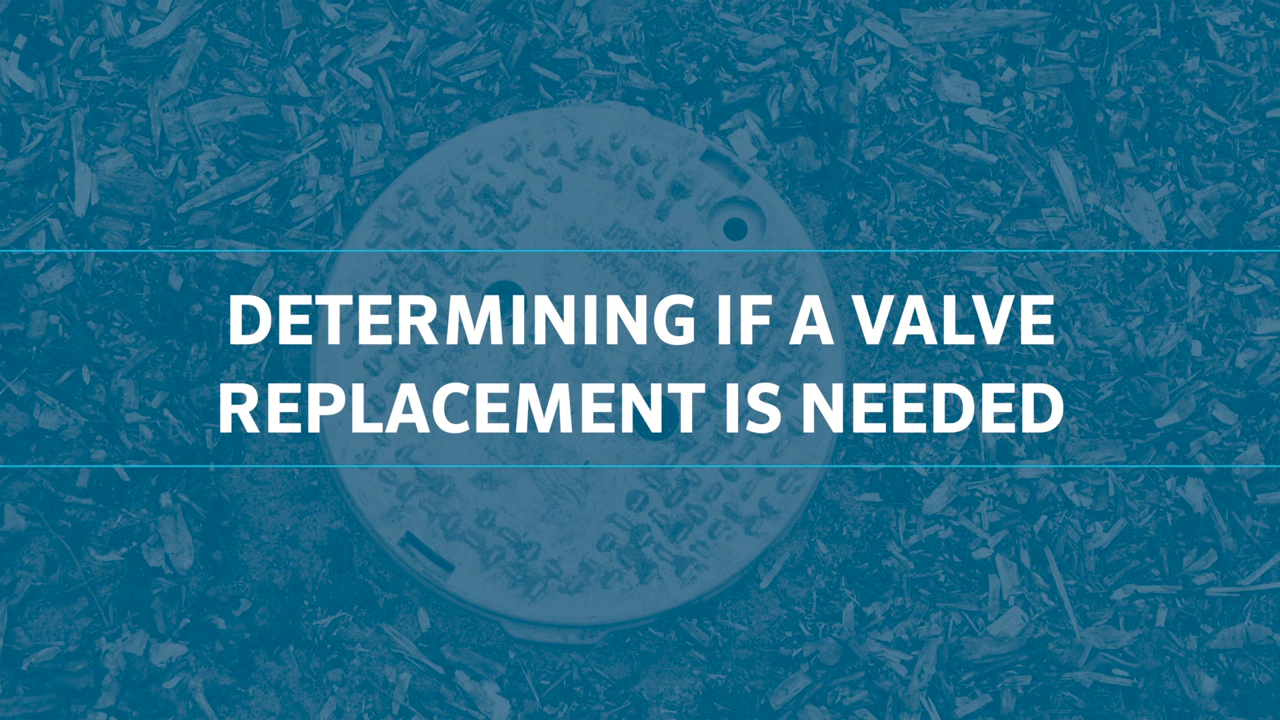 DETERMINING IF A VALVE
REPLACEMENT IS NEEDED